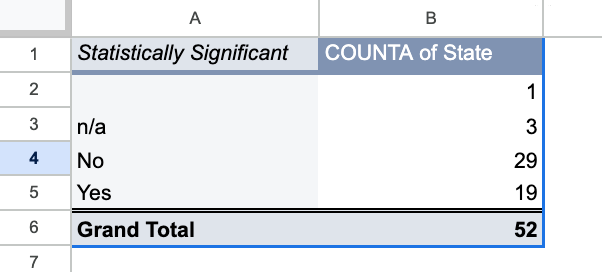 A B
1 Statistically Significant COUNTA of State
2 1
3 n/a 3
4 No 29
5 Yes 19
6 Grand Total 52
7